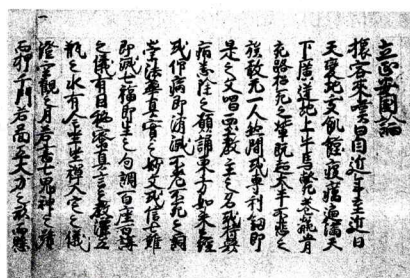 立正安国論
旅客来嘆曰自近年至近日
天変地夭飢饉疫癘遍満天
下広迸地上牛馬斃巷骸骨
充路招死之輩既超大半不悲之
族敢无一人然間或専利剣即
是之文唱西土教主之名或持衆
病悉除之願誦東方如来之経
或仰病即消滅不老不死之詞
崇法華真実之妙文或信七難
即滅七福即生之句調百座百講
之儀有因秘密真言之教灑五
瓶之水有全坐禅入定之儀
澄空観之月若書七鬼神之号
而押千門若図五大力之形而懸